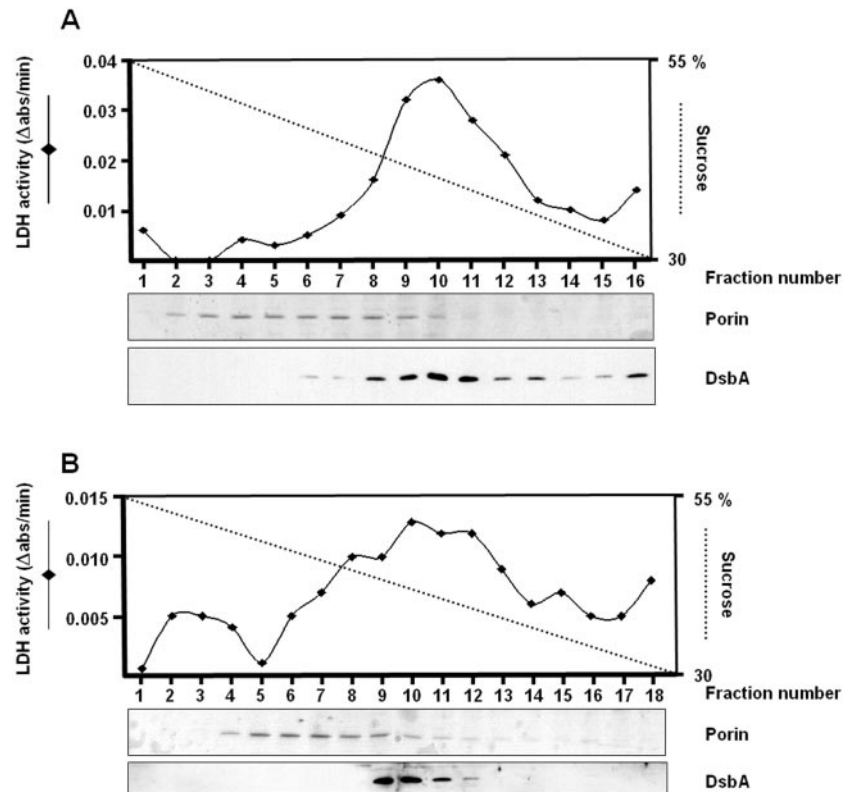 A
LDH activity (Δabs/min)
0.04
0.03
0.02
0.01
55 %
Sucrose
30
1 2 3 4 5 6 7 8 9 10 11 12 13 14 15 16
Fraction number
Porin
DsbA
B
LDH activity (Δabs/min)
0.015
0.010
0.005
55 %
Sucrose
30
1 2 3 4 5 6 7 8 9 10 11 12 13 14 15 16 17 18
Fraction number
Porin
DsbA